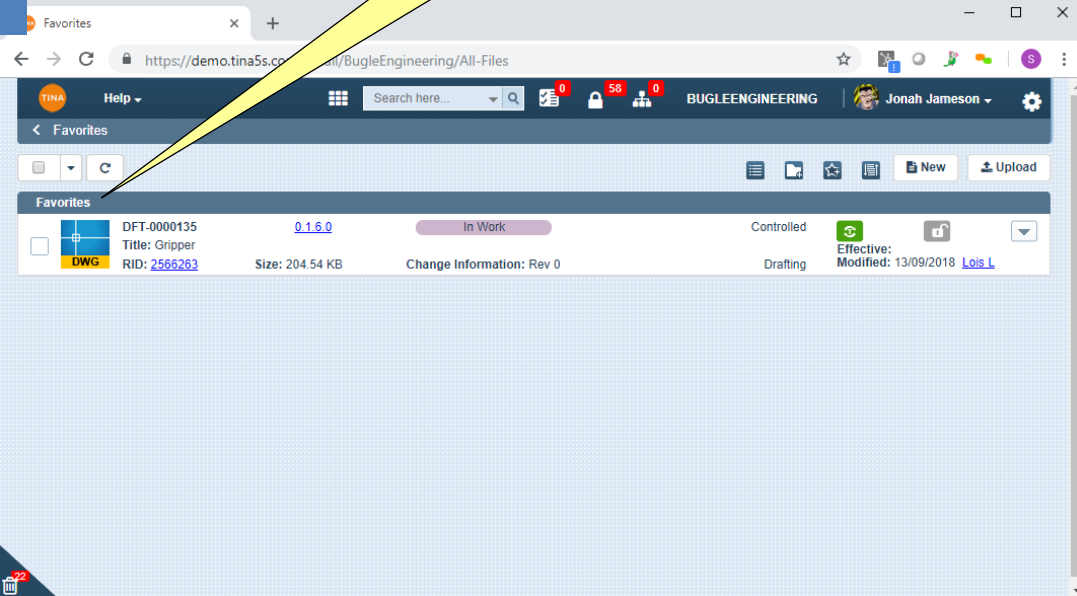 Favorites
https://demo.tina5s.co
/BugleEngineering/All-Files
S
TINA Help Search here... 0 58 0 BUGLEENGINEERING Jonah Jameson
Favorites
New Upload
Favorites
DFT-0000135 0.1.6.0 In Work Controlled
Title: Gripper Effective:
DWG RID: 2566263 Size: 204.54 KB Change Information: Rev 0 Drafting Modified: 13/09/2018 Lois L
22